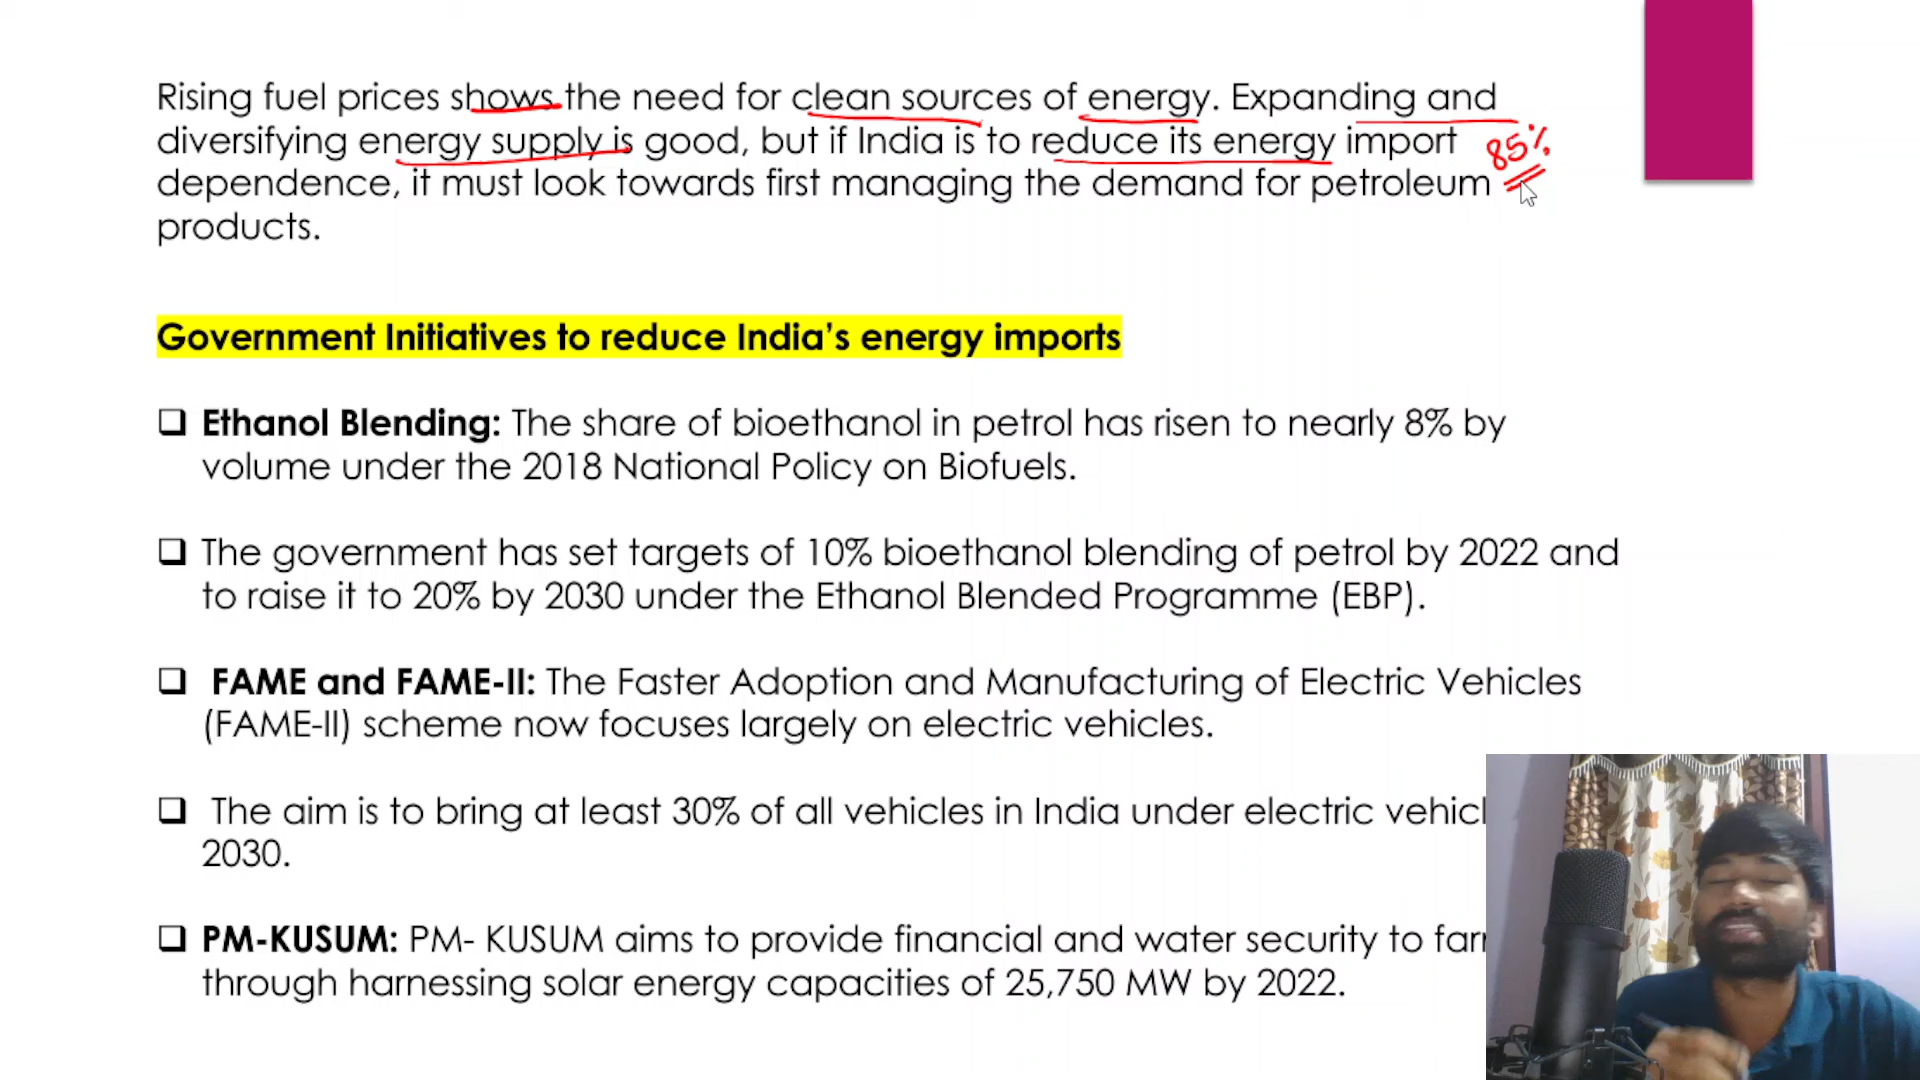 Rising fuel prices shows the need for clean sources of energy. Expanding and
diversifying energy supply is good, but if India is to reduce its energy import
85%
dependence, it must look towards first managing the demand for petroleum
products.
Government Initiatives to reduce India's energy imports
❑ Ethanol Blending: The share of bioethanol in petrol has risen to nearly 8% by
volume under the 2018 National Policy on Biofuels.
❑ The government has set targets of 10% bioethanol blending of petrol by 2022 and
to raise it to 20% by 2030 under the Ethanol Blended Programme (EBP).
❑ FAME and FAME-II: The Faster Adoption and Manufacturing of Electric Vehicles
(FAME-II) scheme now focuses largely on electric vehicles.
❑ The aim is to bring at least 30% of all vehicles in India under electric
2030.
❑ PM-KUSUM: PM- KUSUM aims to provide financial and water security to
through harnessing solar energy capacities of 25,750 MW by 2022.